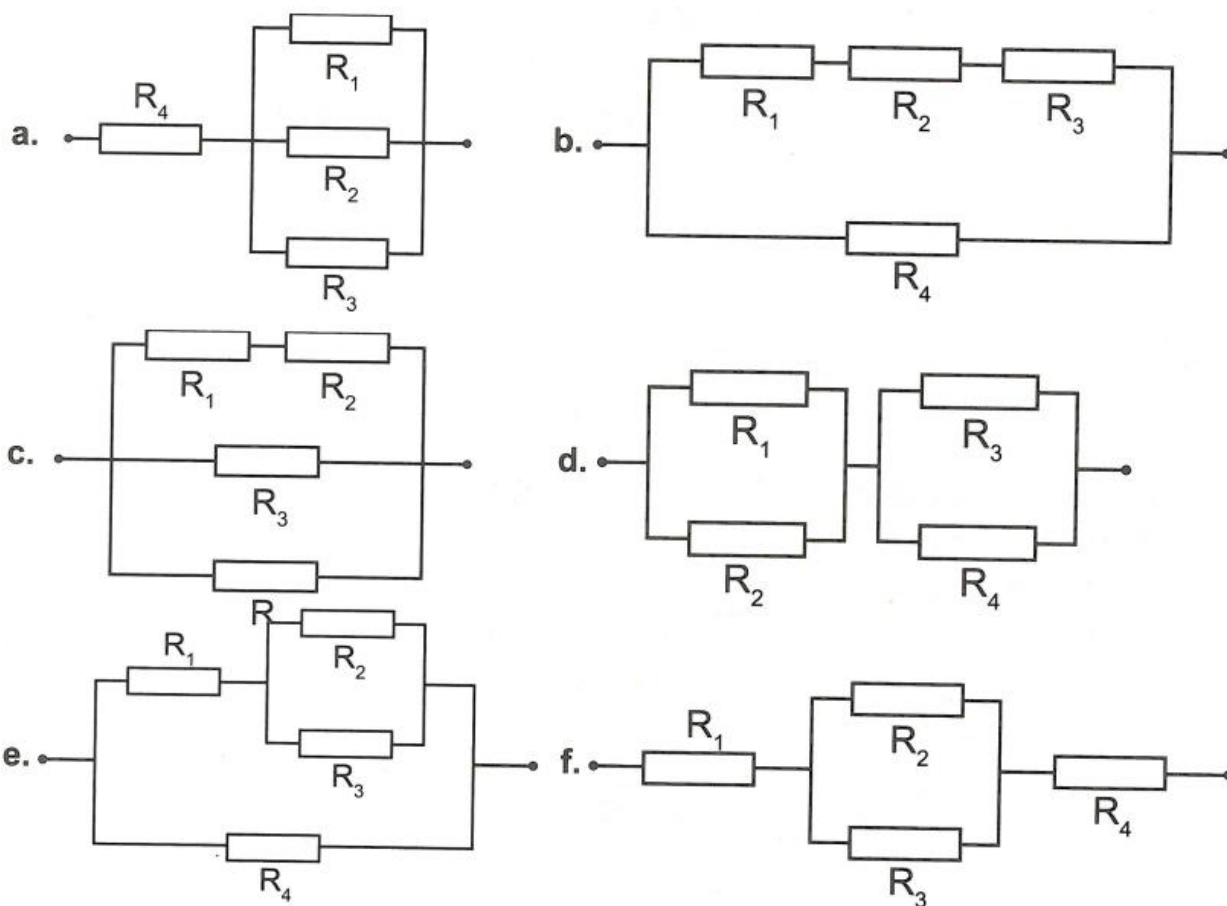 a.
R₄
R₁
R₂
R₃
b.
R₁ R₂ R₃
R₄
c.
R₁ R₂
R₃
R
d.
R₁
R₂
R₃
R₄
e.
R₁
R₂
R₃
R₄
f.
R₁
R₂
R₃
R₄